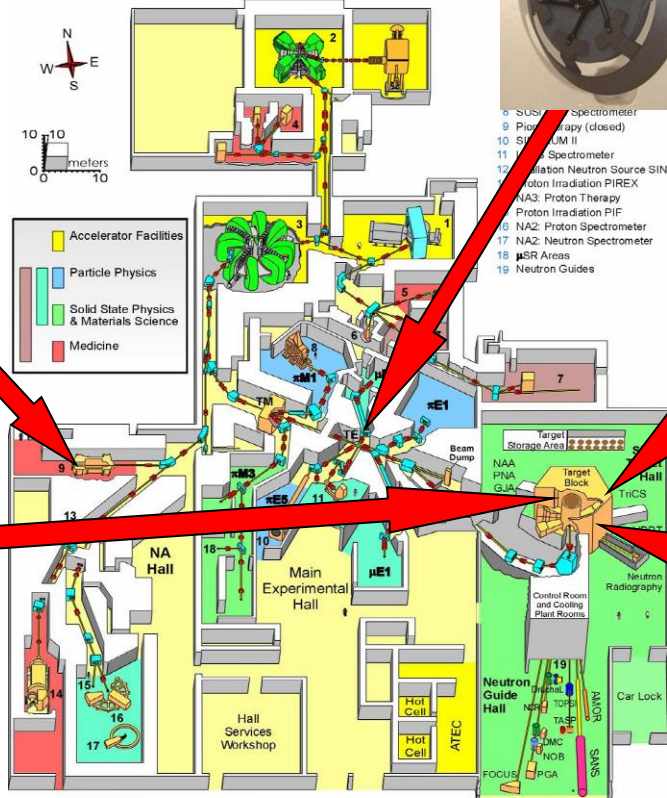 N
W E
S
2
4
10 10
0
0 meters 10
8 Spectrometer
9 (closed)
10 II
11 Spectrometer
12 Neutron Source
Proton Irradiation PIREX
NA3: Proton Therapy
Proton Irradiation PIF
16 NA2: Proton Spectrometer
17 NA2: Neutron Spectrometer
18 µSR Areas
19 Neutron Guides
Accelerator Facilities
Particle Physics
Solid State Physics
& Materials Science
Medicine
3
1
5
6
8
πM1
7
πE1
TM
TE
Beam
Dump
Target
Storage Area
Hall
NAA
PNA
GJA
Target
Block
TriCS
9
πM3
πE5
11
13
18
10
NA
Hall
Main
Experimental
Hall
µE1
Neutron
Radiography
Control Room
and Cooling
Plant Rooms
14
15
16
17
Hall
Services
Workshop
Hot
Cell
Hot
Cell
ATEC
Neutron
Guide
Hall
19
DrüchaL
NCR
TOPSI
TASP
DMC
NOB
FOCUS
PGA
AMOR
SANS
Car Lock